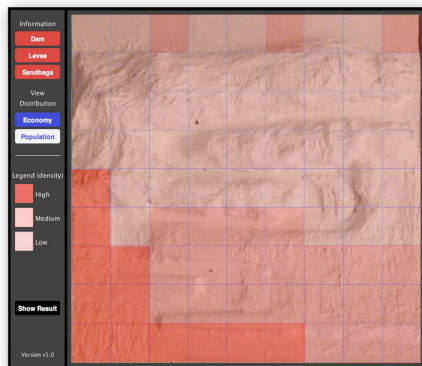 Information
Dam
Levee
Sandbags
View
Distribution
Economy
Population
Legend (density)
High
Medium
Low
Show Result
Version v1.0